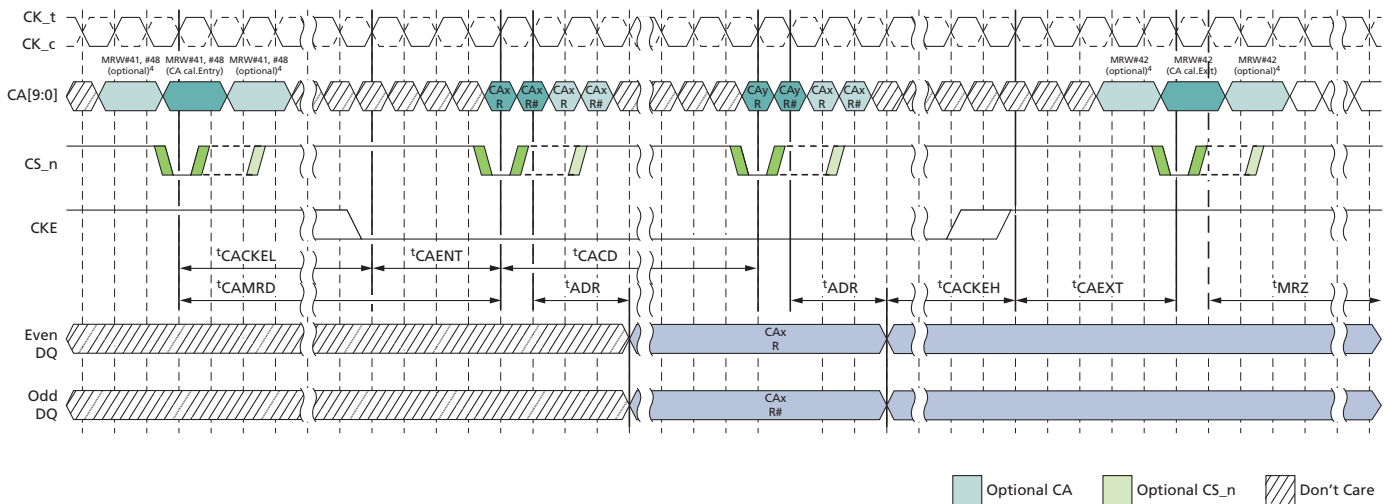 CK_t
CK_c
MRW#41, #48 (optional)4
MRW#41, #48 (CA cal.Entry)
MRW#41, #48 (optional)4
MRW#42 (optional)4
MRW#42 (CA cal.Exit)
MRW#42 (optional)4
CA[9:0]
CAx R
CAx R#
CAx R
CAx R#
CAy R
CAy R#
CAx R
CAx R#
CS_n
CKE
tCACKEL
tCAENT
tCACD
tCAMRD
tADR
tADR
tCACKEH
tCAEXT
tMRZ
Even DQ
CAx R
Odd DQ
CAx R#
Optional CA
Optional CS_n
Don't Care